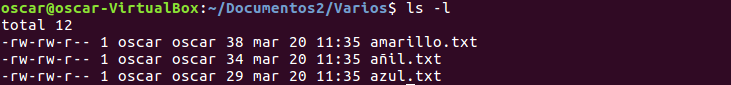 oscar@oscar-VirtualBox:~/Documentos2/Varios$ ls -l
total 12
-rw-rw-r-- 1 oscar oscar 38 mar 20 11:35 amarillo.txt
-rw-rw-r-- 1 oscar oscar 34 mar 20 11:35 añil.txt
-rw-rw-r-- 1 oscar oscar 29 mar 20 11:35 azul.txt